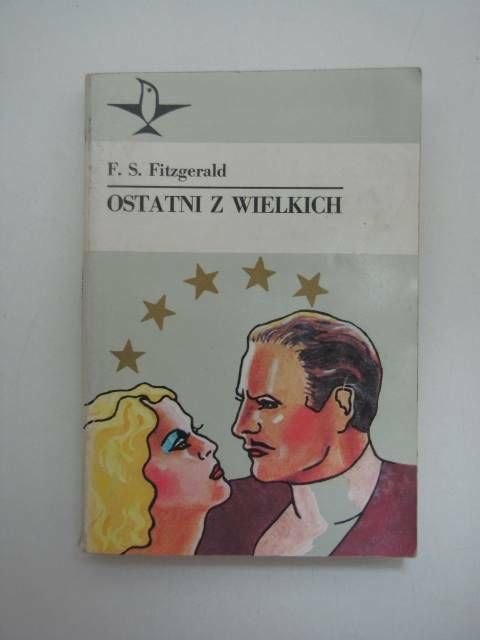 F. S. Fitzgerald
OSTATNI Z WIELKICH